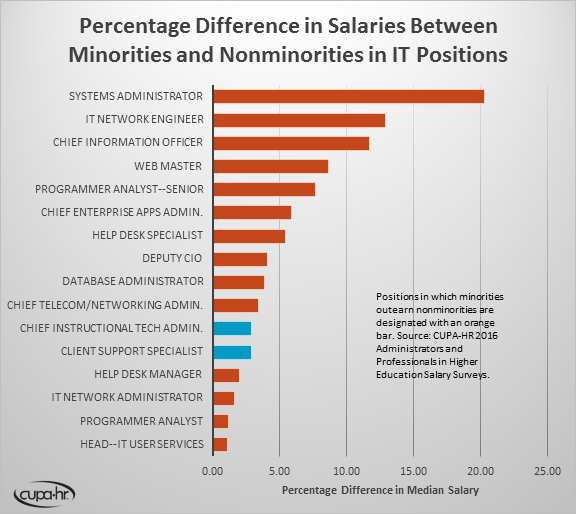 Percentage Difference in Salaries Between
Minorities and Nonminorities in IT Positions
SYSTEMS ADMINISTRATOR
IT NETWORK ENGINEER
CHIEF INFORMATION OFFICER
WEB MASTER
PROGRAMMER ANALYST--SENIOR
CHIEF ENTERPRISE APPS ADMIN.
HELP DESK SPECIALIST
DEPUTY CIO
DATABASE ADMINISTRATOR
CHIEF TELECOM/NETWORKING ADMIN.
CHIEF INSTRUCTIONAL TECH ADMIN.
CLIENT SUPPORT SPECIALIST
HELP DESK MANAGER
IT NETWORK ADMINISTRATOR
PROGRAMMER ANALYST
HEAD--IT USER SERVICES
Positions in which minorities
outearn nonminorities are
designated with an orange
bar. Source: CUPA-HR 2016
Administrators and
Professionals in Higher
Education Salary Surveys.
0.00 5.00 10.00 15.00 20.00 25.00
Percentage Difference in Median Salary
cupa-hr